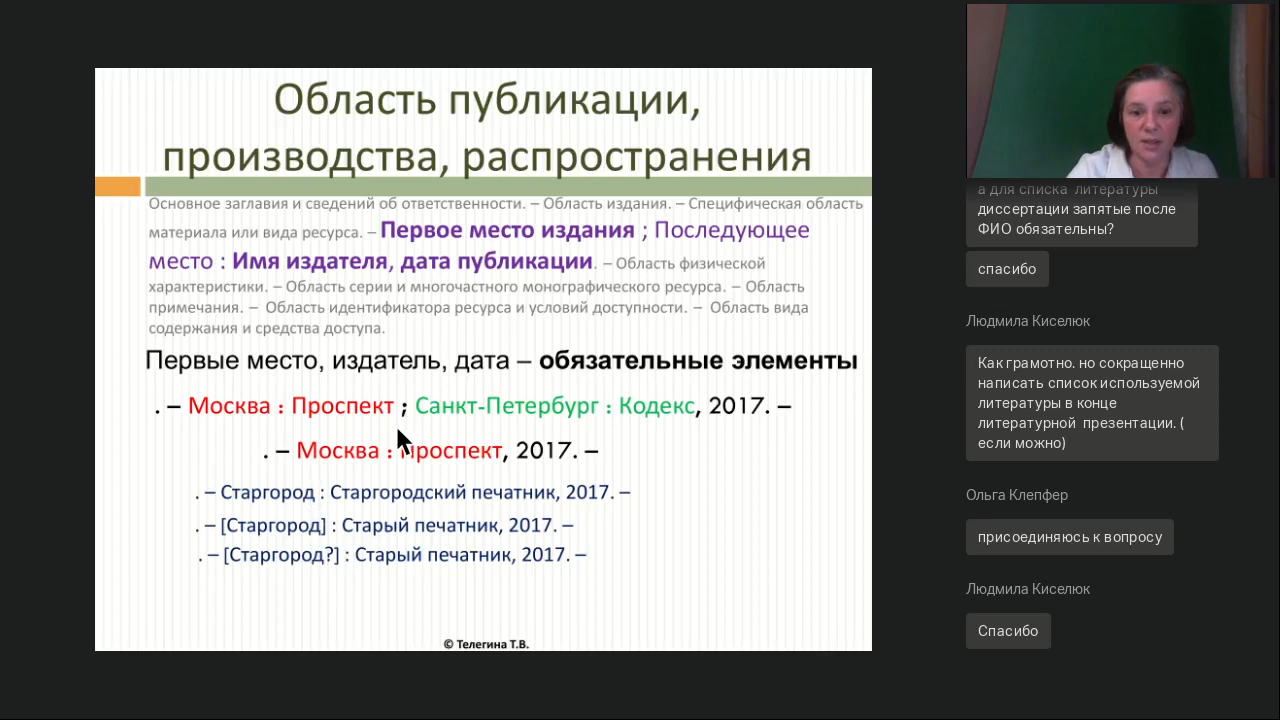 Область публикации,
производства, распространения
Основное заглавия и сведений об ответственности. – Область издания. – Специфическая область
материала или вида ресурса. – Первое место издания ; Последующее
место : Имя издателя, дата публикации. – Область физической
характеристики. – Область серии и многочастного монографического ресурса. – Область
примечания. – Область идентификатора ресурса и условий доступности. – Область вида
содержания и средства доступа.
Первые место, издатель, дата – обязательные элементы
. – Москва : Проспект ; Санкт-Петербург : Кодекс, 2017. –
. – Москва : Проспект, 2017. –
. – Старгород : Старгородский печатник, 2017. –
. – [Старгород] : Старый печатник, 2017. –
. – [Старгород?] : Старый печатник, 2017. –
© Телегина Т.В.
а для списка литературы
диссертации запятые после
ФИО обязательны?
спасибо
Людмила Киселюк
Как грамотно. но сокращенно
написать список используемой
литературы в конце
литературной презентации. (
если можно)
Ольга Клепфер
присоединяюсь к вопросу
Людмила Киселюк
Спасибо